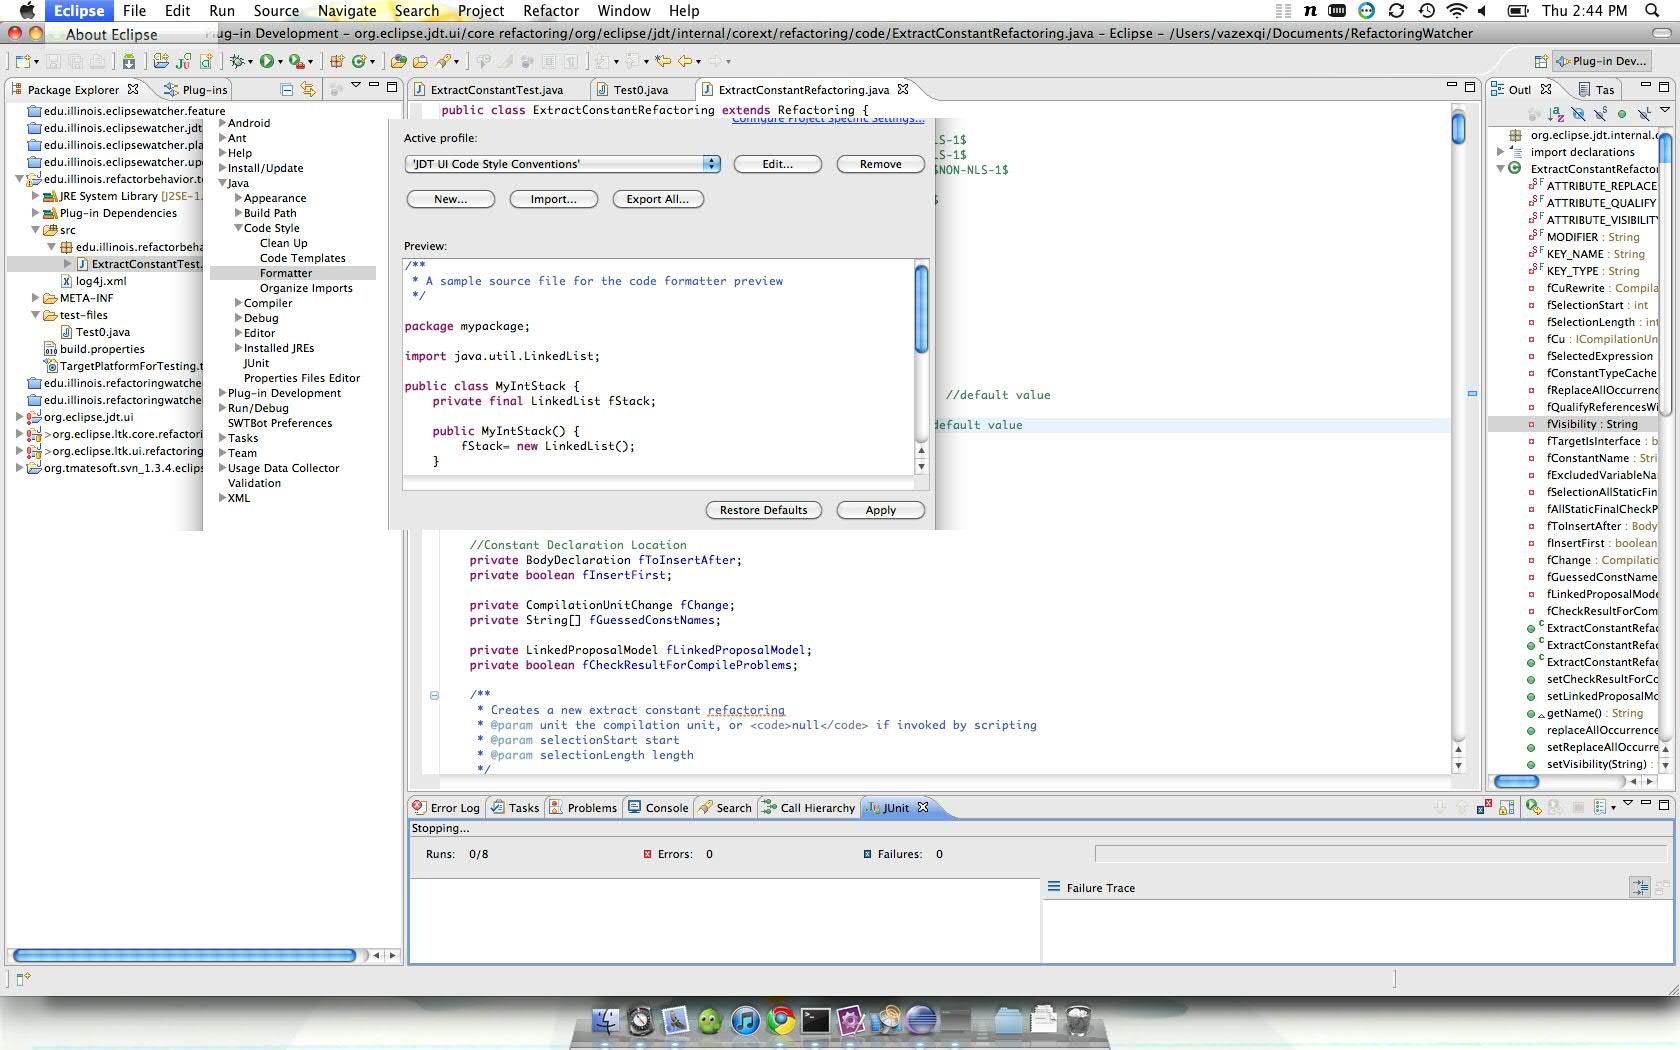 Eclipse File Edit Run Source Navigate Search Project Refactor Window Help
Thu 2:44 PM
About Eclipse
Plug-in Development - org.eclipse.jdt.ui/core refactoring/org/eclipse/jdt/internal/corext/refactoring/code/ExtractConstantRefactoring.java - Eclipse - /Users/vazexqi/Documents/RefactoringWatcher
Plug-in Dev...
Package Explorer
Plug-ins
edu.illinois.eclipsewatcher.feature
edu.illinois.eclipsewatcher.jdt
edu.illinois.eclipsewatcher.pla
edu.illinois.eclipsewatcher.up
edu.illinois.refactorbehavior.t
JRE System Library [J2SE-1.
Plug-in Dependencies
src
edu.illinois.refactorbeha
ExtractConstantTest.
log4j.xml
META-INF
test-files
Test0.java
build.properties
TargetPlatformForTesting.t
edu.illinois.refactoringwatche
edu.illinois.refactoringwatche
org.eclipse.jdt.ui
>org.eclipse.ltk.core.refactori
>org.eclipse.ltk.ui.refactoring
org.tmatesoft.svn_1.3.4.eclips
Android
Ant
Help
Install/Update
Java
Appearance
Build Path
Code Style
Clean Up
Code Templates
Formatter
Organize Imports
Compiler
Debug
Editor
Installed JREs
JUnit
Properties Files Editor
Plug-in Development
Run/Debug
SWTBot Preferences
Tasks
Team
Usage Data Collector
Validation
XML
ExtractConstantTest.java
Test0.java
ExtractConstantRefactoring.java
public class ExtractConstantRefactoring extends Refactoring {
Configure Project Specific Settings...
Active profile:
'JDT UI Code Style Conventions'
Edit...
Remove
New...
Import...
Export All...
Preview:
/**
* A sample source file for the code formatter preview
*/
package mypackage;
import java.util.LinkedList;
public class MyIntStack {
private final LinkedList fStack;
public MyIntStack() {
fStack= new LinkedList();
}
Restore Defaults
Apply
LS-1$
LS-1$
$NON-NLS-1$
$
//default value
default value
//Constant Declaration Location
private BodyDeclaration fToInsertAfter;
private boolean fInsertFirst;
private CompilationUnitChange fChange;
private String[] fGuessedConstNames;
private LinkedProposalModel fLinkedProposalModel;
private boolean fCheckResultForCompileProblems;
/**
* Creates a new extract constant refactoring
* @param unit the compilation unit, or <code>null</code> if invoked by scripting
* @param selectionStart start
* @param selectionLength length
*/
Outl
Tas
org.eclipse.jdt.internal.c
import declarations
ExtractConstantRefactor
ATTRIBUTE_REPLACE
ATTRIBUTE_QUALIFY
ATTRIBUTE_VISIBILITY
MODIFIER : String
KEY_NAME : String
KEY_TYPE : String
fCuRewrite : Compila
fSelectionStart : int
fSelectionLength : int
fCu : ICompilationUn
fSelectedExpression
fConstantTypeCache
fReplaceAllOccurrenc
fQualifyReferencesWi
fVisibility : String
fTargetIsInterface : b
fConstantName : Stri
fExcludedVariableNa
fSelectionAllStaticFin
fAllStaticFinalCheckP
fToInsertAfter : Body
fInsertFirst : boolean
fChange : Compilatio
fGuessedConstName
fLinkedProposalMode
fCheckResultForCom
ExtractConstantRefac
ExtractConstantRefac
ExtractConstantRefac
setCheckResultForCo
setLinkedProposalMo
getName() : String
replaceAllOccurrence
setReplaceAllOccurre
setVisibility(String) :
Error Log
Tasks
Problems
Console
Search
Call Hierarchy
JUnit
Stopping...
Runs: 0/8
Errors: 0
Failures: 0
Failure Trace